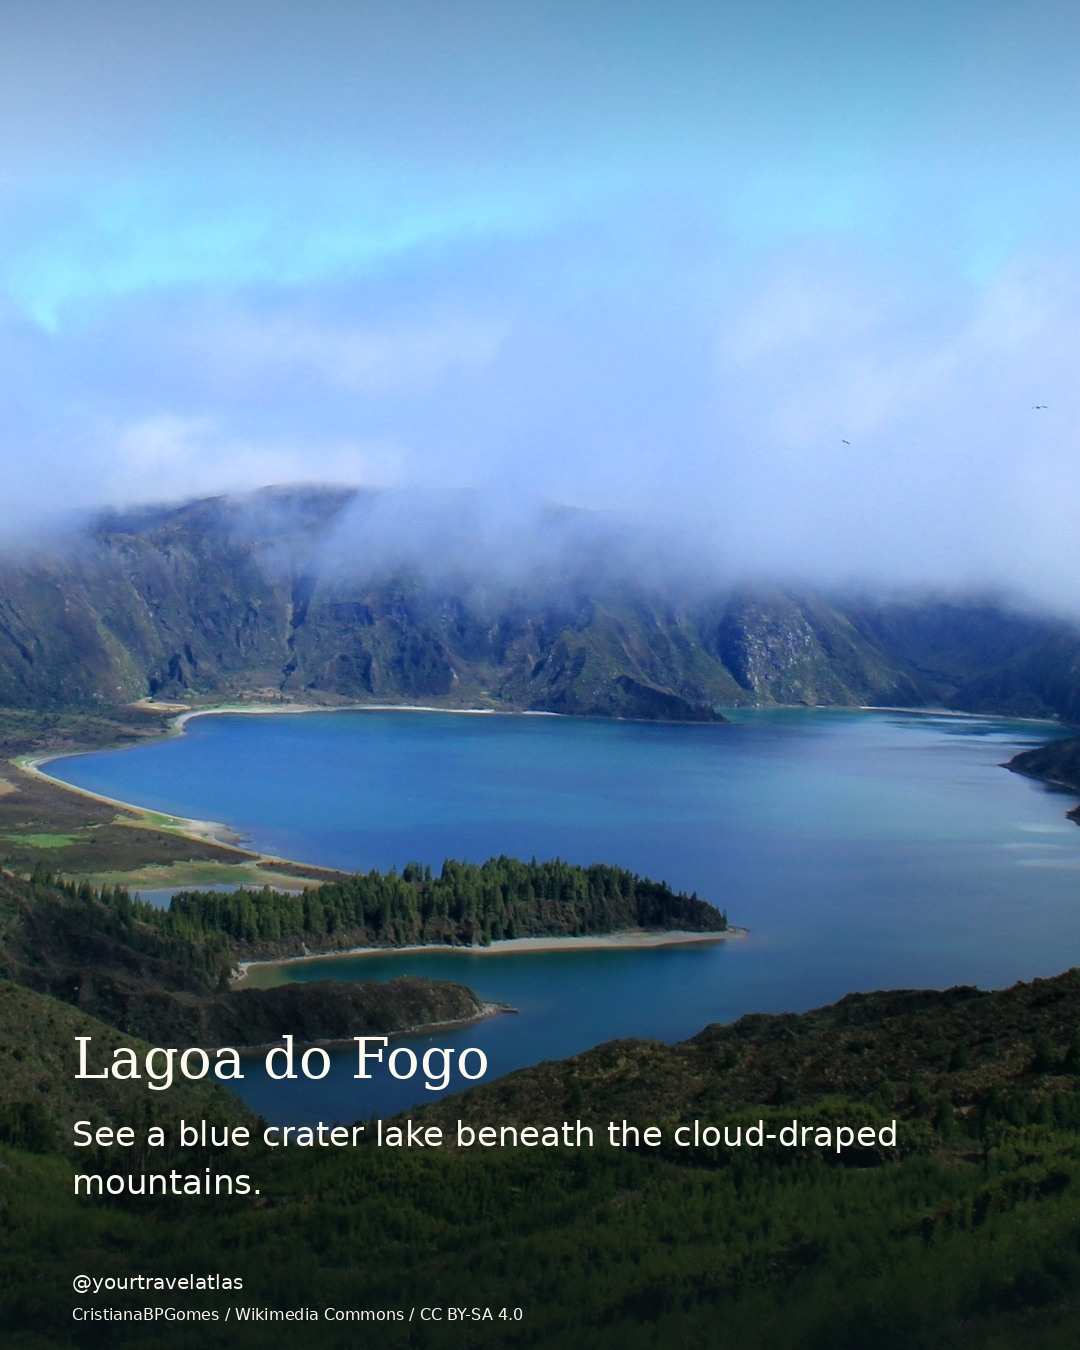 Lagoa do Fogo
See a blue crater lake beneath the cloud-draped
mountains.
@yourtravelatlas
CristianaBPGomes / Wikimedia Commons / CC BY-SA 4.0